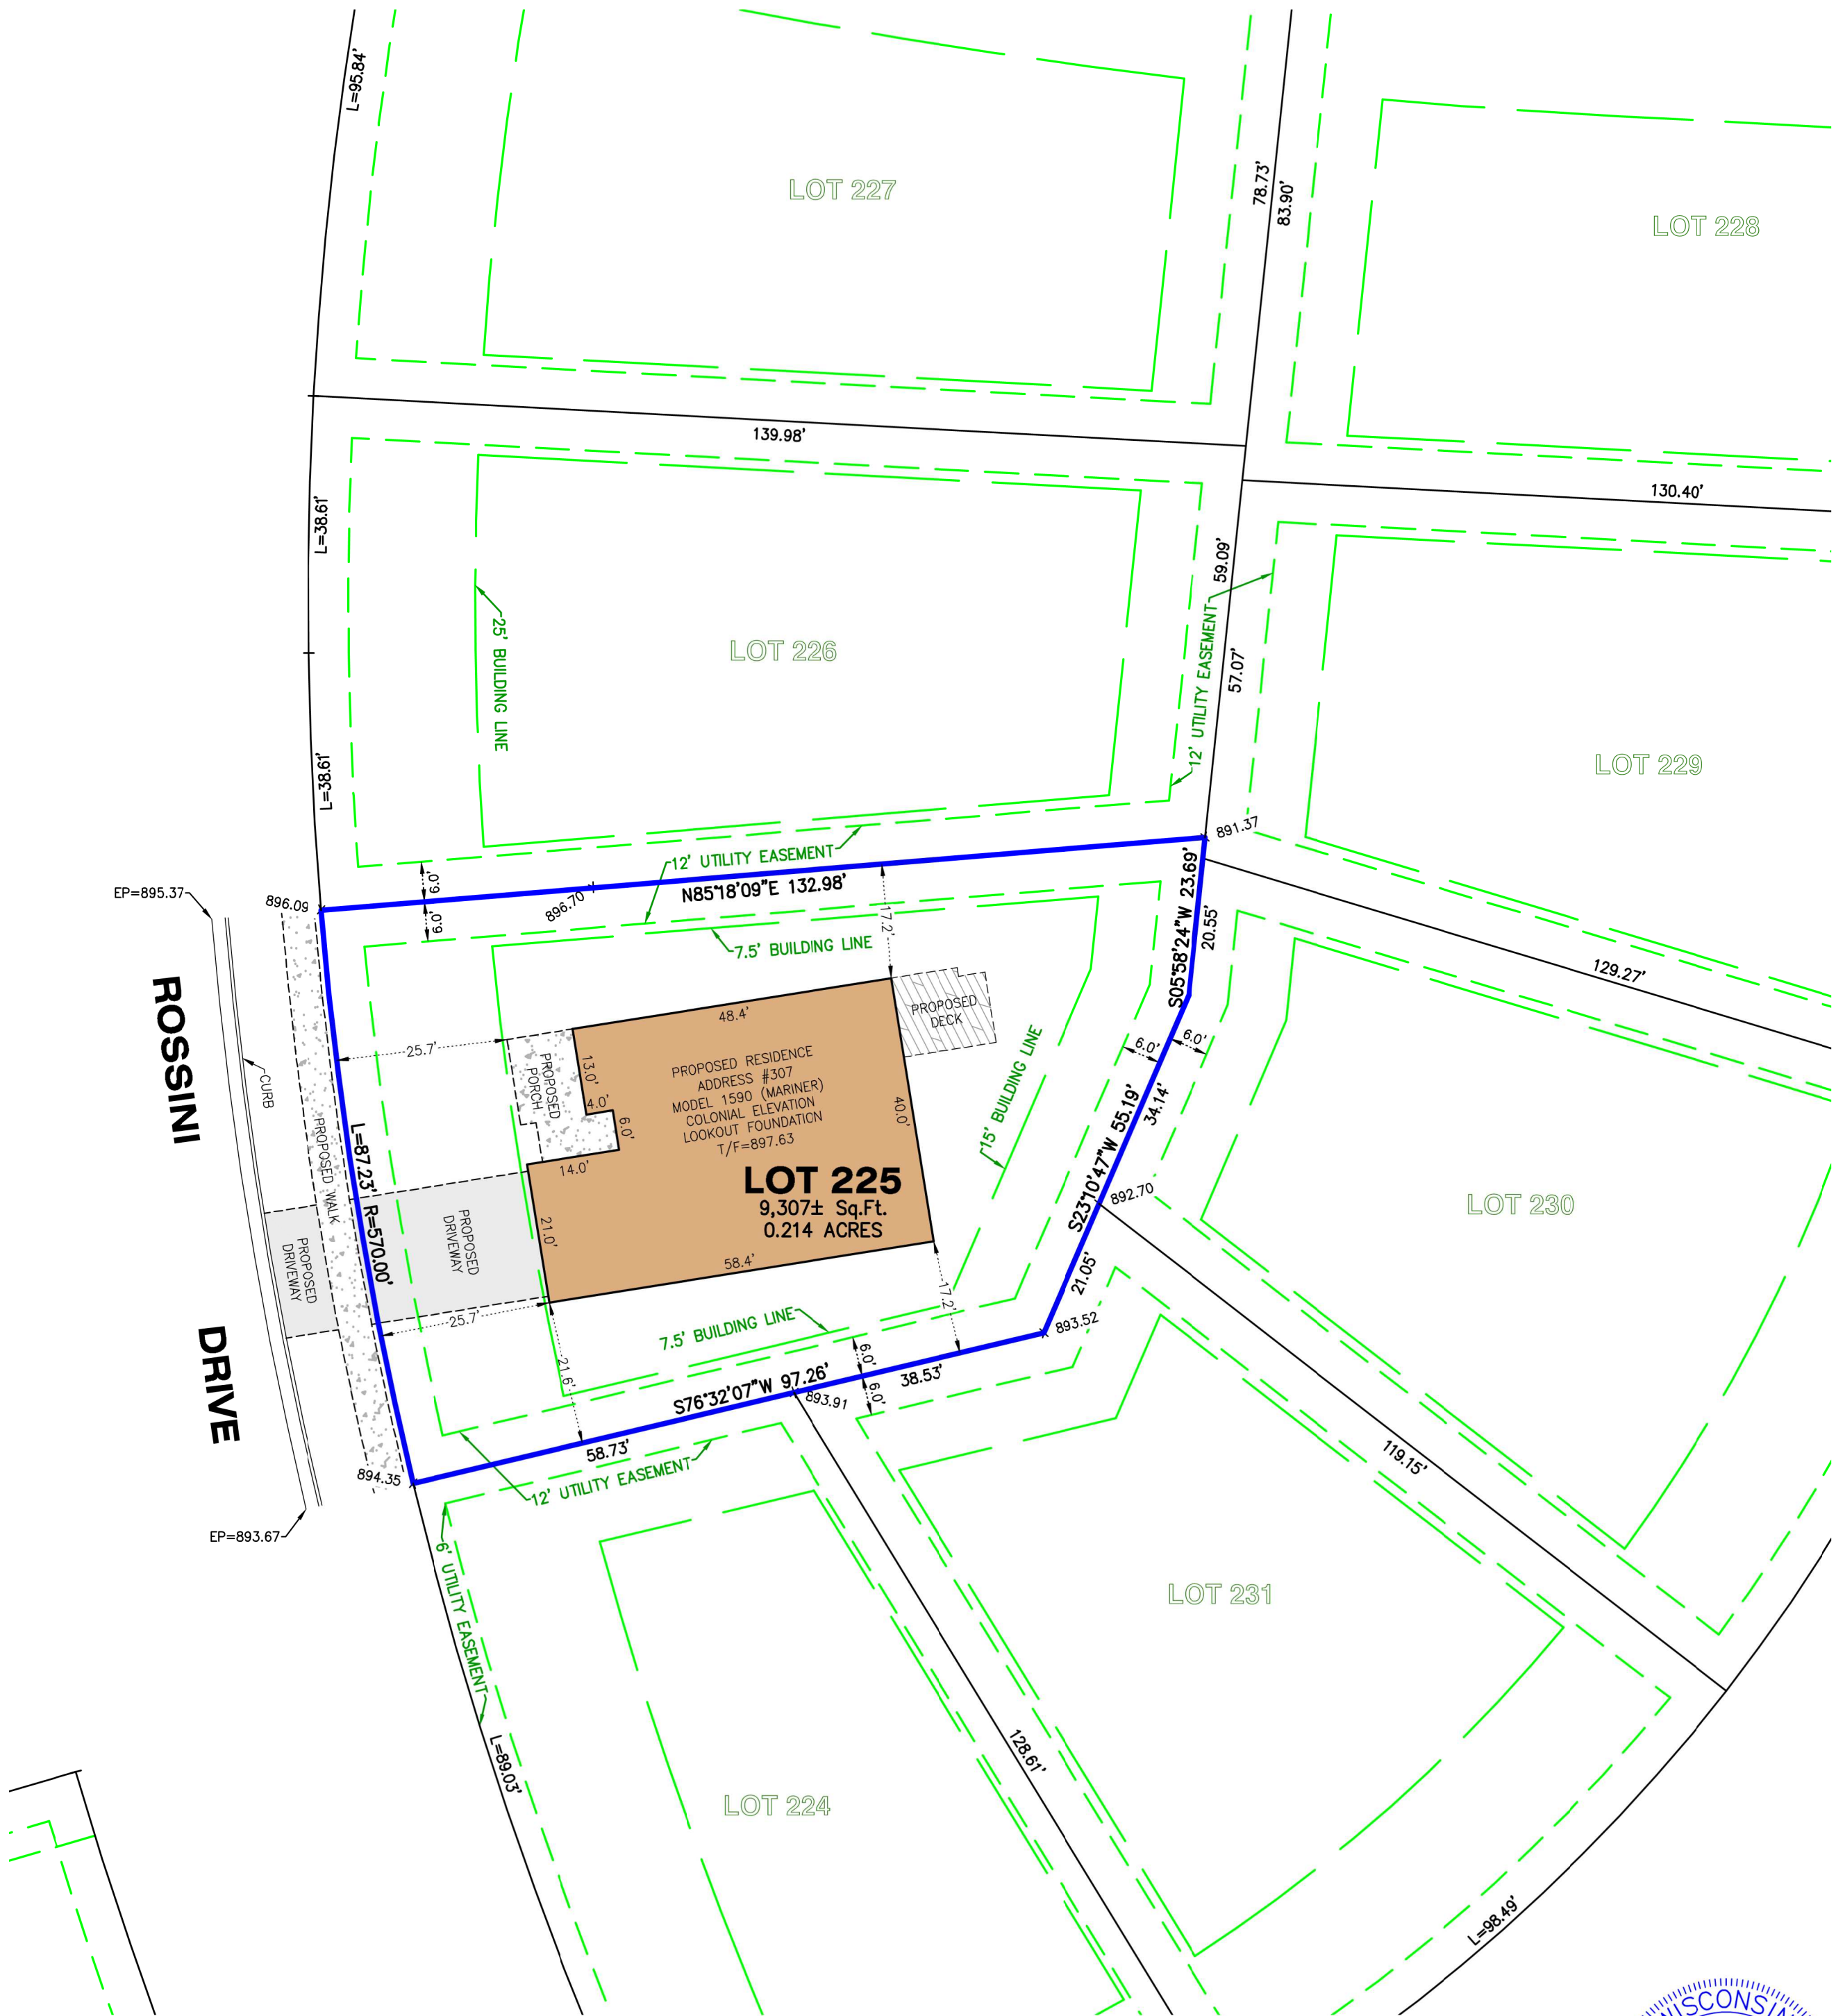 L=95.84'
LOT 227
78.73'
83.90'
LOT 228
139.98'
130.40'
L=38.61'
59.09'
12' UTILITY EASEMENT
57.07'
25' BUILDING LINE
LOT 226
LOT 229
L=38.61'
891.37
12' UTILITY EASEMENT
N85°18'09"E 132.98'
6.0'
6.0'
896.70
EP=895.37
896.09
7.5' BUILDING LINE
17.2'
S05°58'24"W 23.69'
20.55'
129.27'
ROSSINI
DRIVE
CURB
PROPOSED WALK
25.7'
48.4'
PROPOSED
DECK
PROPOSED
PORCH
13.0'
4.0'
6.0'
14.0'
PROPOSED RESIDENCE
ADDRESS #307
MODEL 1590 (MARINER)
COLONIAL ELEVATION
LOOKOUT FOUNDATION
T/F=897.63
40.0'
15' BUILDING LINE
6.0'
6.0'
S23°10'47"W 55.19'
34.14'
LOT 225
9,307± Sq.Ft.
0.214 ACRES
892.70
LOT 230
L=87.23' R=570.00'
PROPOSED
DRIVEWAY
PROPOSED
DRIVEWAY
21.0'
58.4'
21.05'
25.7'
17.2'
893.52
7.5' BUILDING LINE
21.6'
6.0'
6.0'
S76°32'07"W 97.26'
893.91
38.53'
58.73'
894.35
12' UTILITY EASEMENT
EP=893.67
6' UTILITY EASEMENT
119.15'
LOT 231
L=89.03'
128.61'
LOT 224
L=98.49'
WISCONSIN